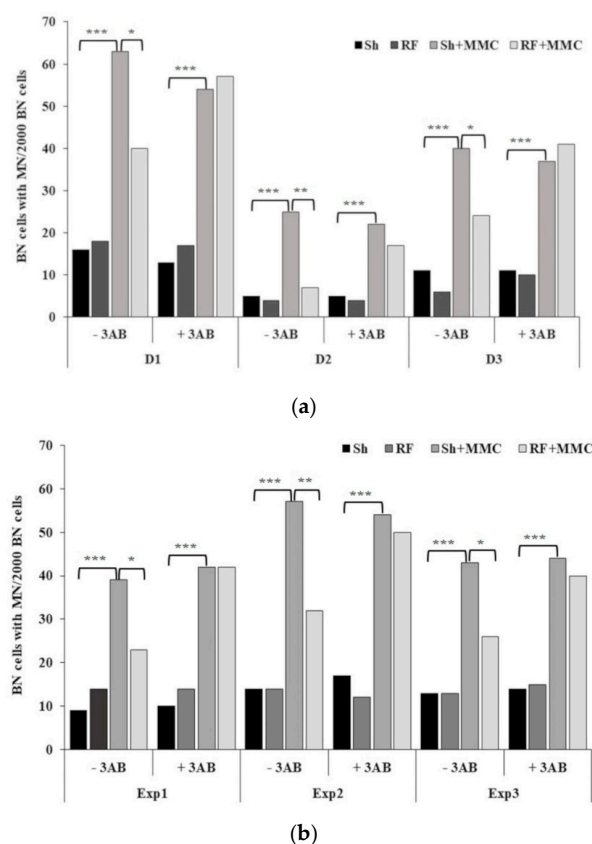 70
60
50
40
30
20
10
0
BN cells with MN/2000 BN cells
Sh RF Sh+MMC RF+MMC
*** * *** *** ** *** *** * ***
- 3AB + 3AB - 3AB + 3AB - 3AB + 3AB
D1 D2 D3
(a)
70
60
50
40
30
20
10
0
BN cells with MN/2000 BN cells
Sh RF Sh+MMC RF+MMC
*** * *** *** ** *** *** * ***
- 3AB + 3AB - 3AB + 3AB - 3AB + 3AB
Exp1 Exp2 Exp3
(b)